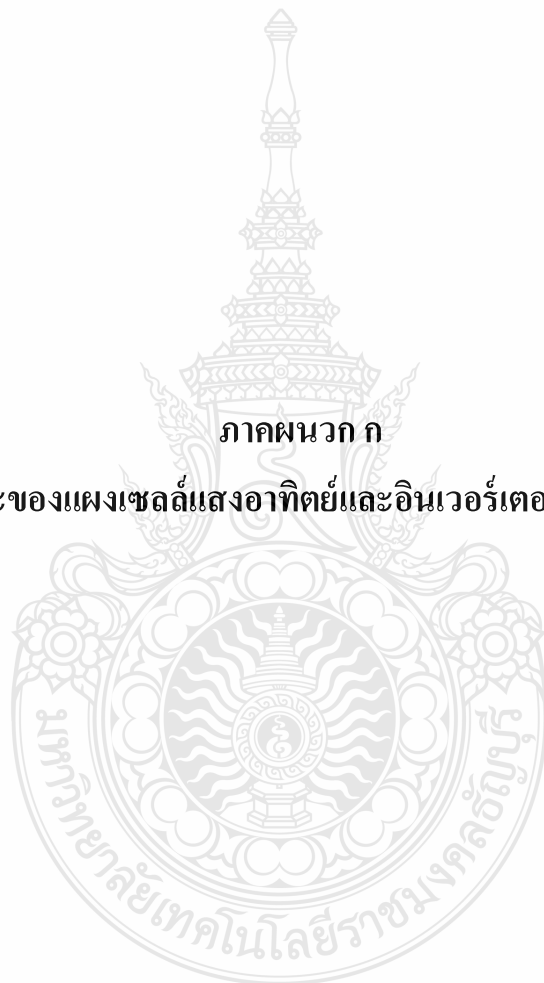 ภาคผนวก ก
ะของแผงเซลล์แสงอาทิตย์และอินเวอร์เตอ
มหาวิทยาลัยเทคโนโลยีราชมงคลธัญบุรี